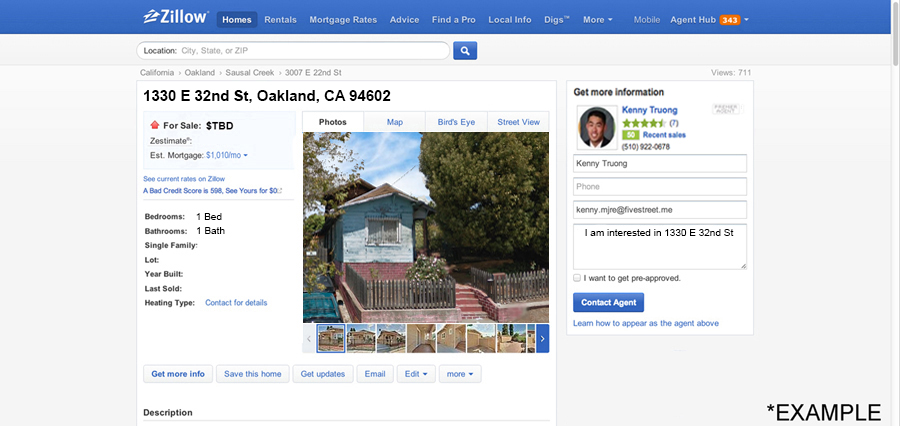 Zillow®
Homes Rentals Mortgage Rates Advice Find a Pro Local Info Digs™ More Mobile Agent Hub 343
Location: City, State, or ZIP
California › Oakland › Sausal Creek › 3007 E 22nd St
Views: 711
1330 E 32nd St, Oakland, CA 94602
For Sale: $TBD
Zestimate®:
Est. Mortgage: $1,010/mo
See current rates on Zillow
A Bad Credit Score is 598, See Yours for $0
Bedrooms: 1 Bed
Bathrooms: 1 Bath
Single Family:
Lot:
Year Built:
Last Sold:
Heating Type: Contact for details
Photos Map Bird's Eye Street View
Get more info Save this home Get updates Email Edit more
Description
Get more information
Kenny Truong
PREMIER
AGENT
(7)
50 Recent sales
(510) 922-0678
Kenny Truong
Phone
kenny.mjre@fivestreet.me
I am interested in 1330 E 32nd St
I want to get pre-approved.
Contact Agent
Learn how to appear as the agent above
*EXAMPLE